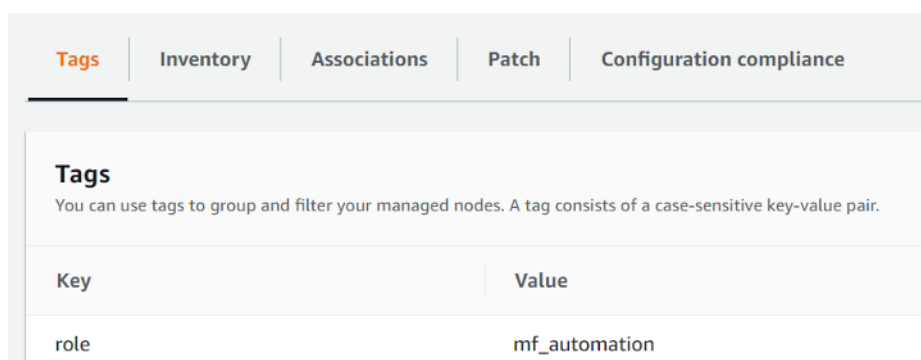 Tags Inventory Associations Patch Configuration compliance
Tags
You can use tags to group and filter your managed nodes. A tag consists of a case-sensitive key-value pair.
Key Value
role mf_automation